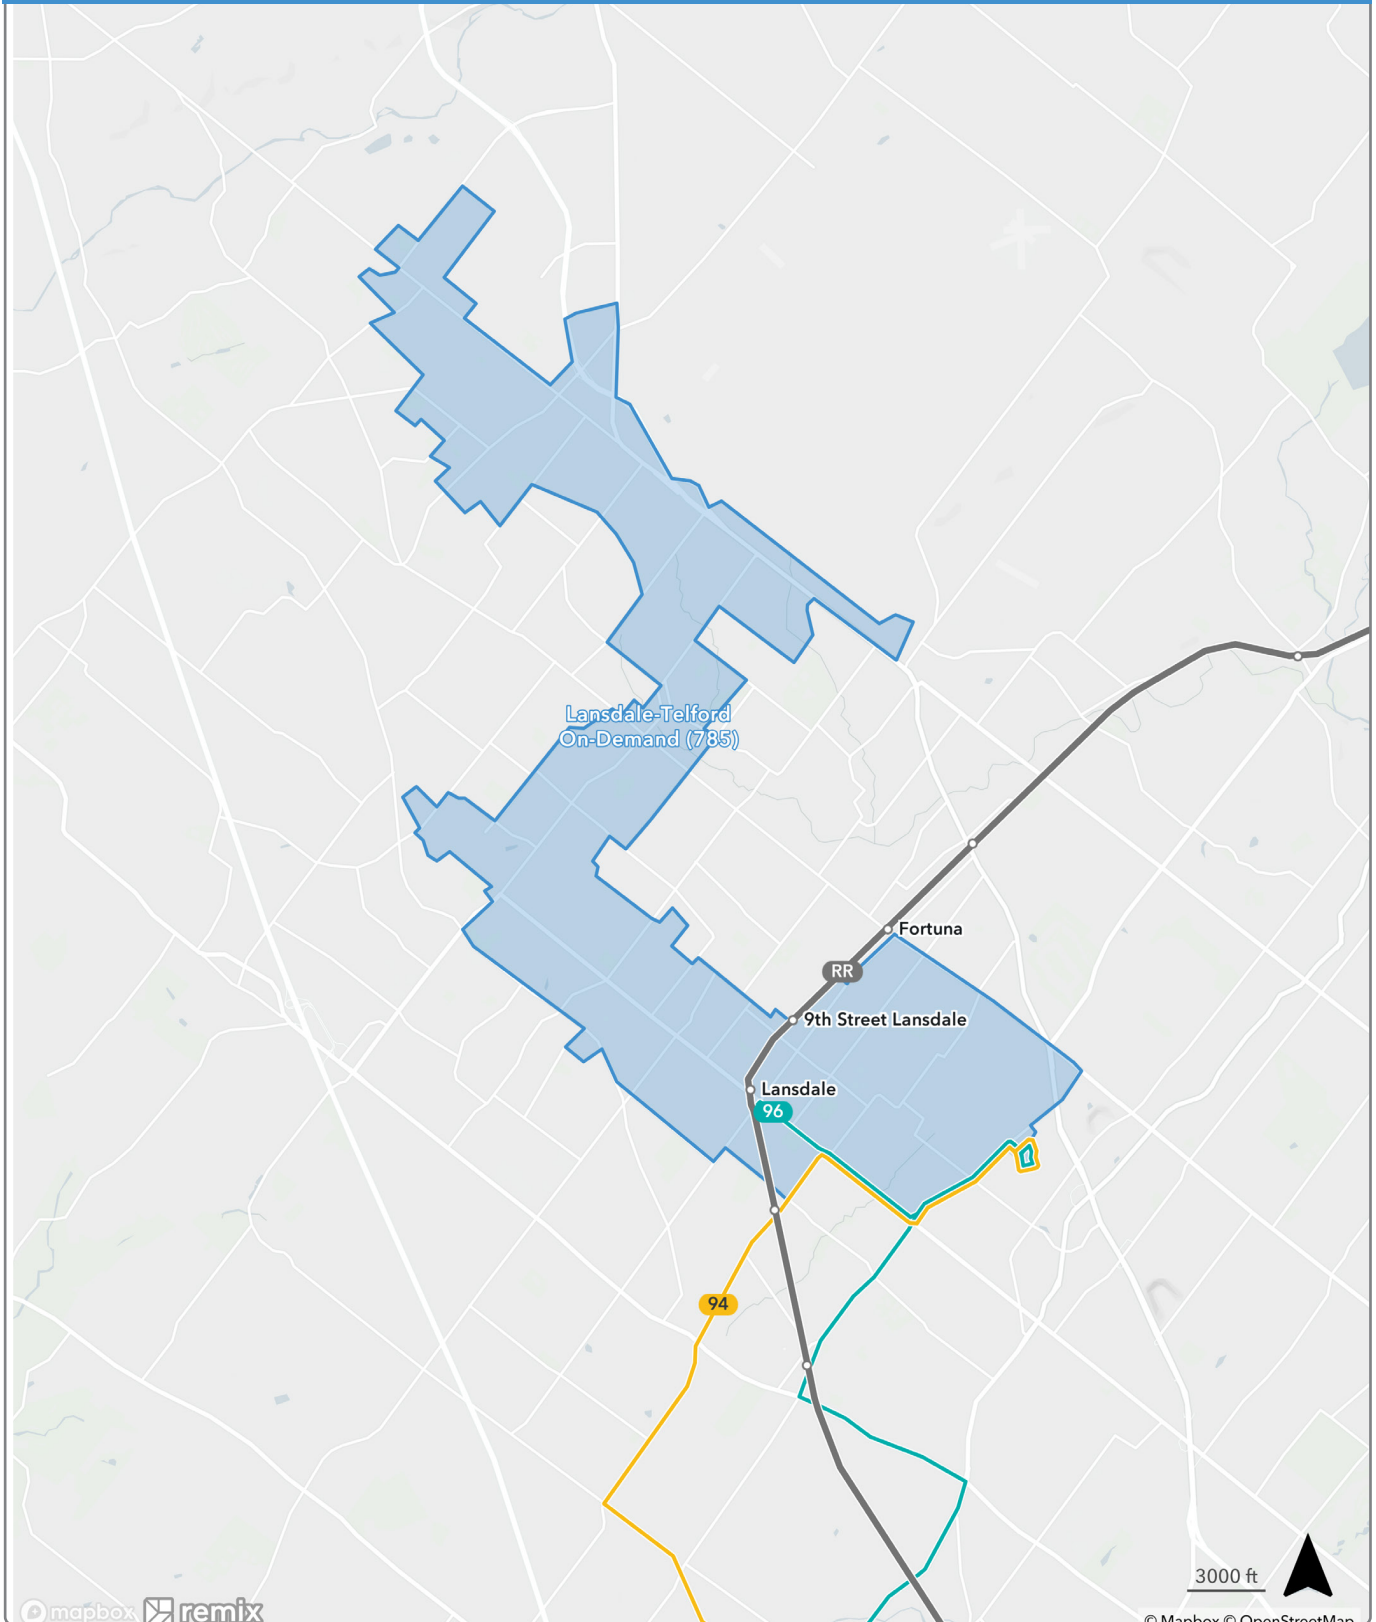 Lansdale-Telford
On-Demand (785)
Fortuna
RR
9th Street Lansdale
Lansdale
96
94
3000 ft
mapbox remix
© Mapbox © OpenStreetMap